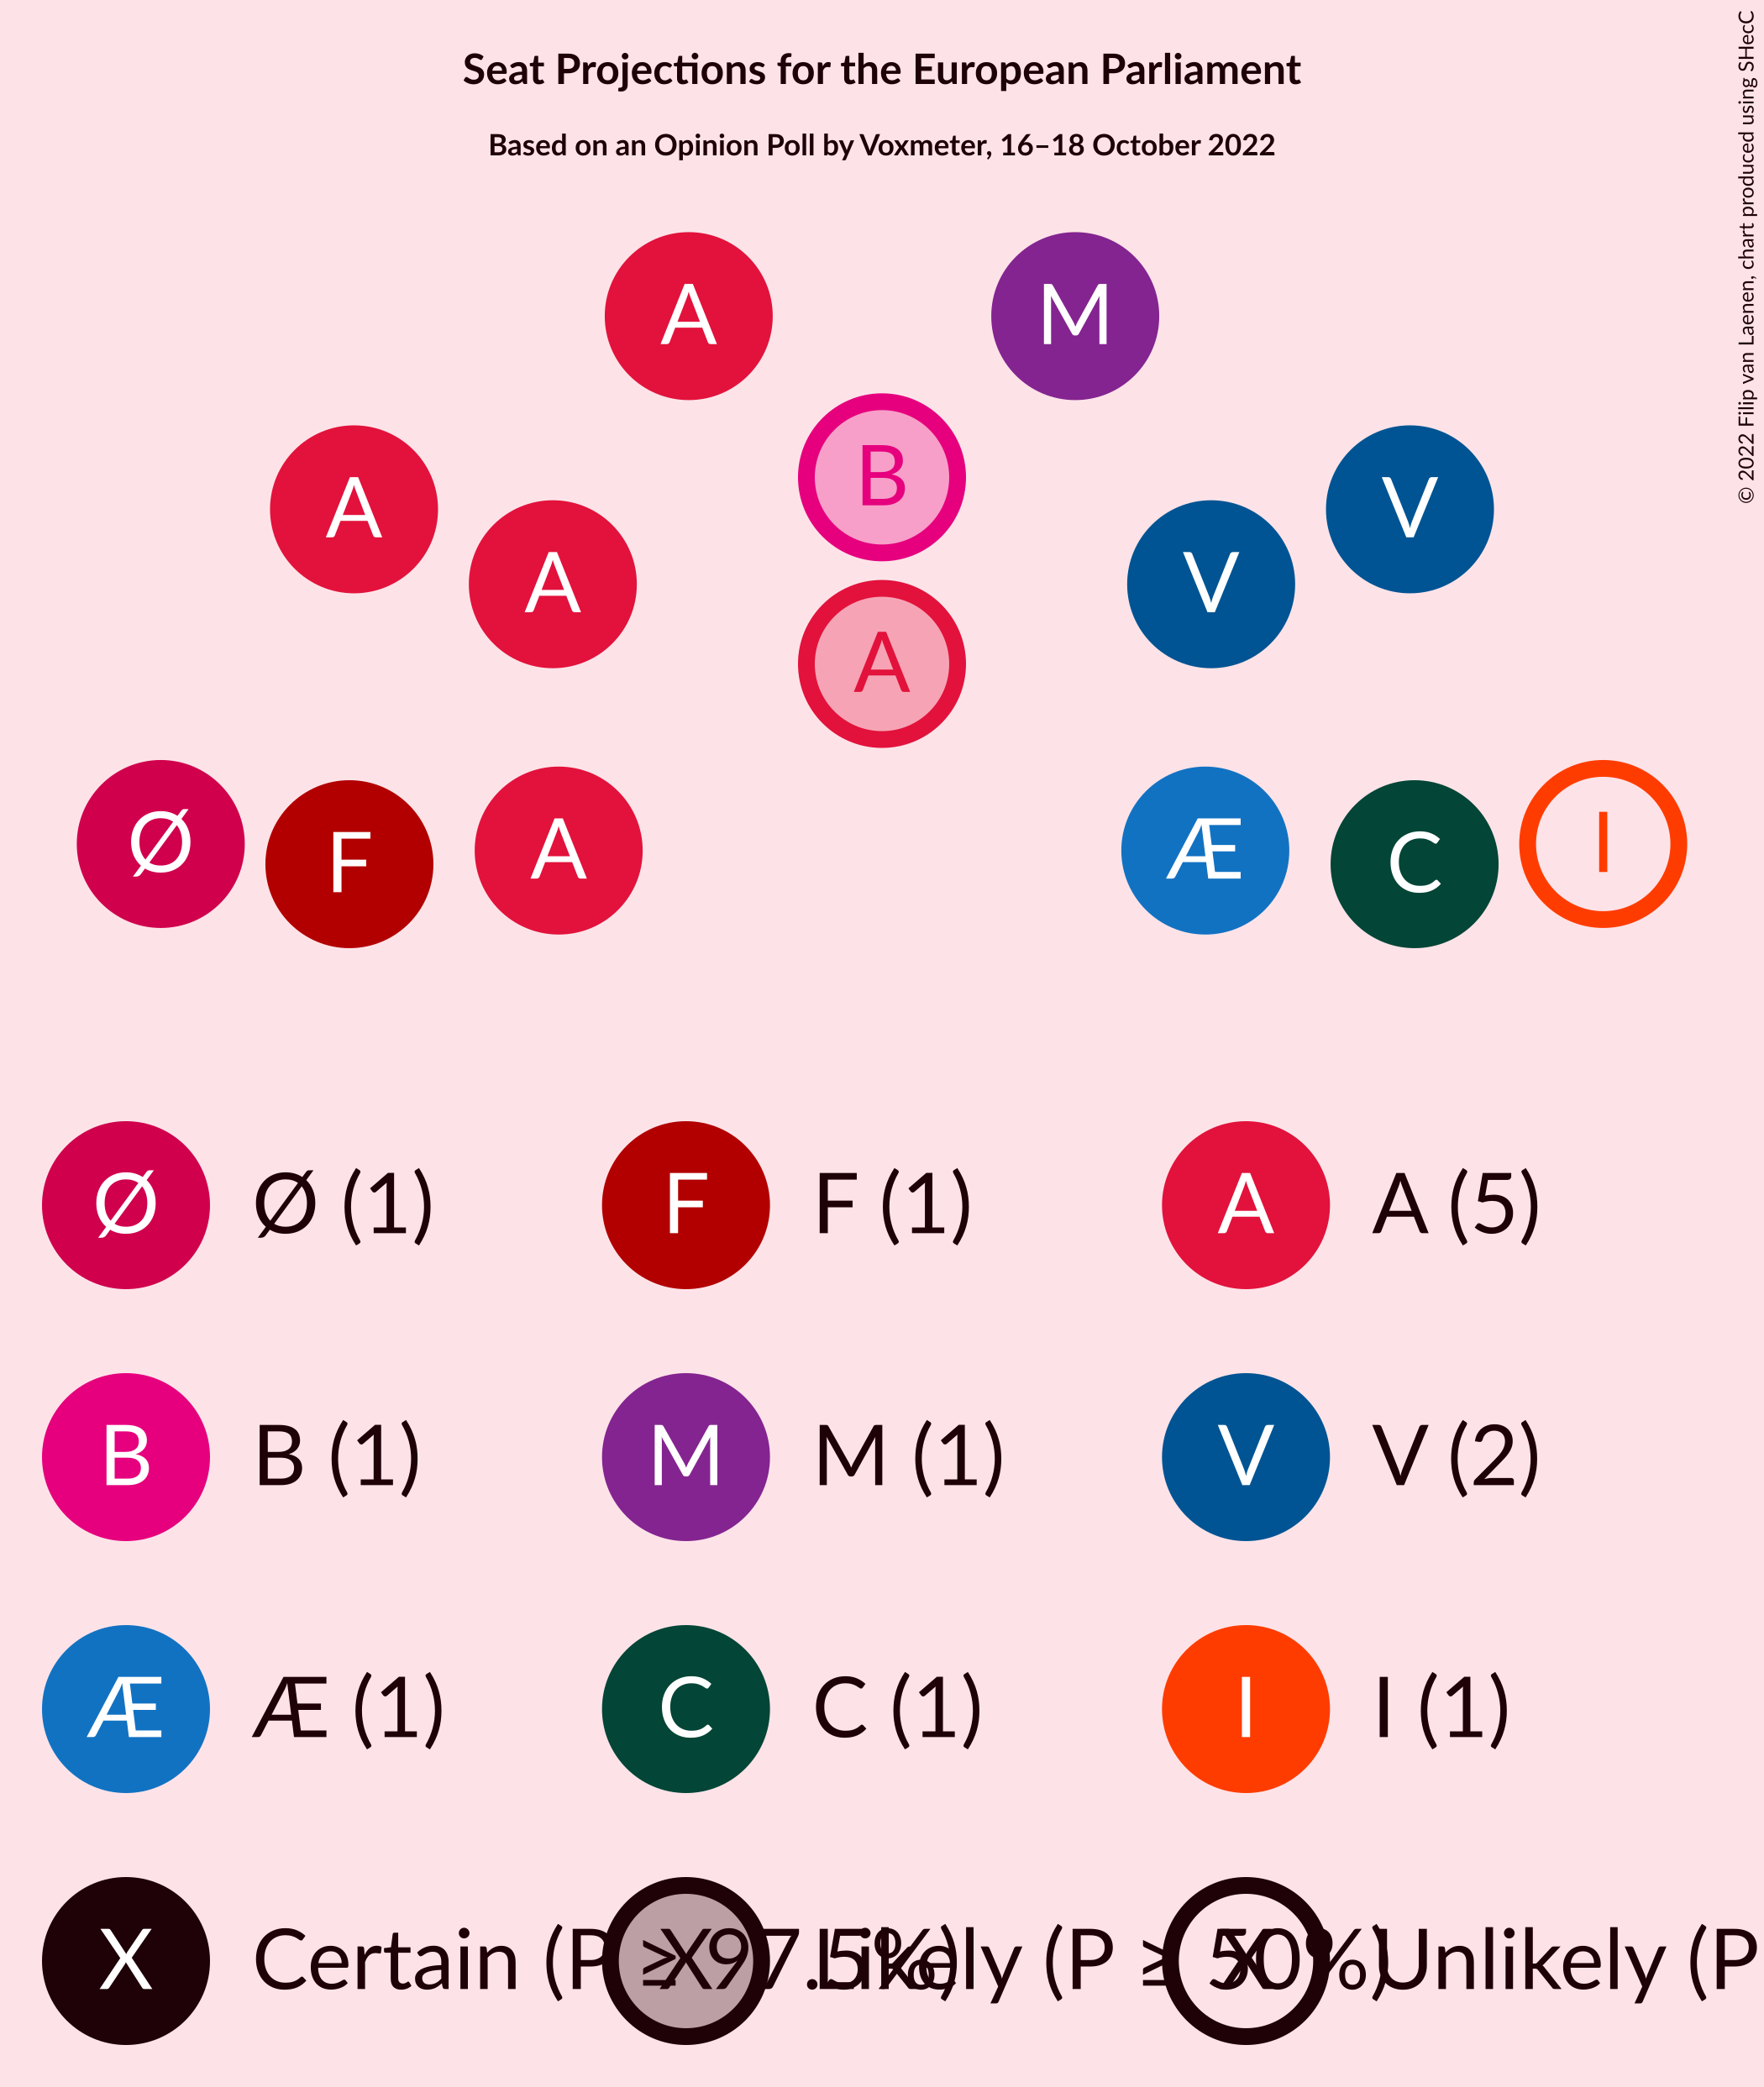 Seat Projections for the European Parliament
Based on an Opinion Poll by Voxmeter, 16–18 October 2022
© 2022 Filip van Laenen, chart produced using SHecC
A M
B
A V
A V
A
Ø F A Æ C I
Ø Ø (1) F F (1) A A (5)
B B (1) M M (1) V V (2)
Æ Æ (1) C C (1) I I (1)
X Certain (P ≥ 97.5%) X Likely (P ≥ 50%) X Unlikely (P